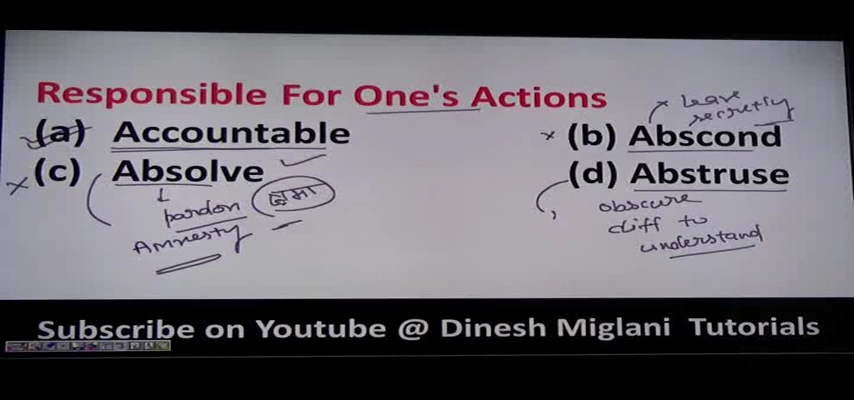 Responsible For One's Actions
(a) Accountable
(b) Abscond
leave secretly
(c) Absolve
(d) Abstruse
pardon
क्षमा
Amnesty
obscure
diff to
understand
Subscribe on Youtube @ Dinesh Miglani Tutorials